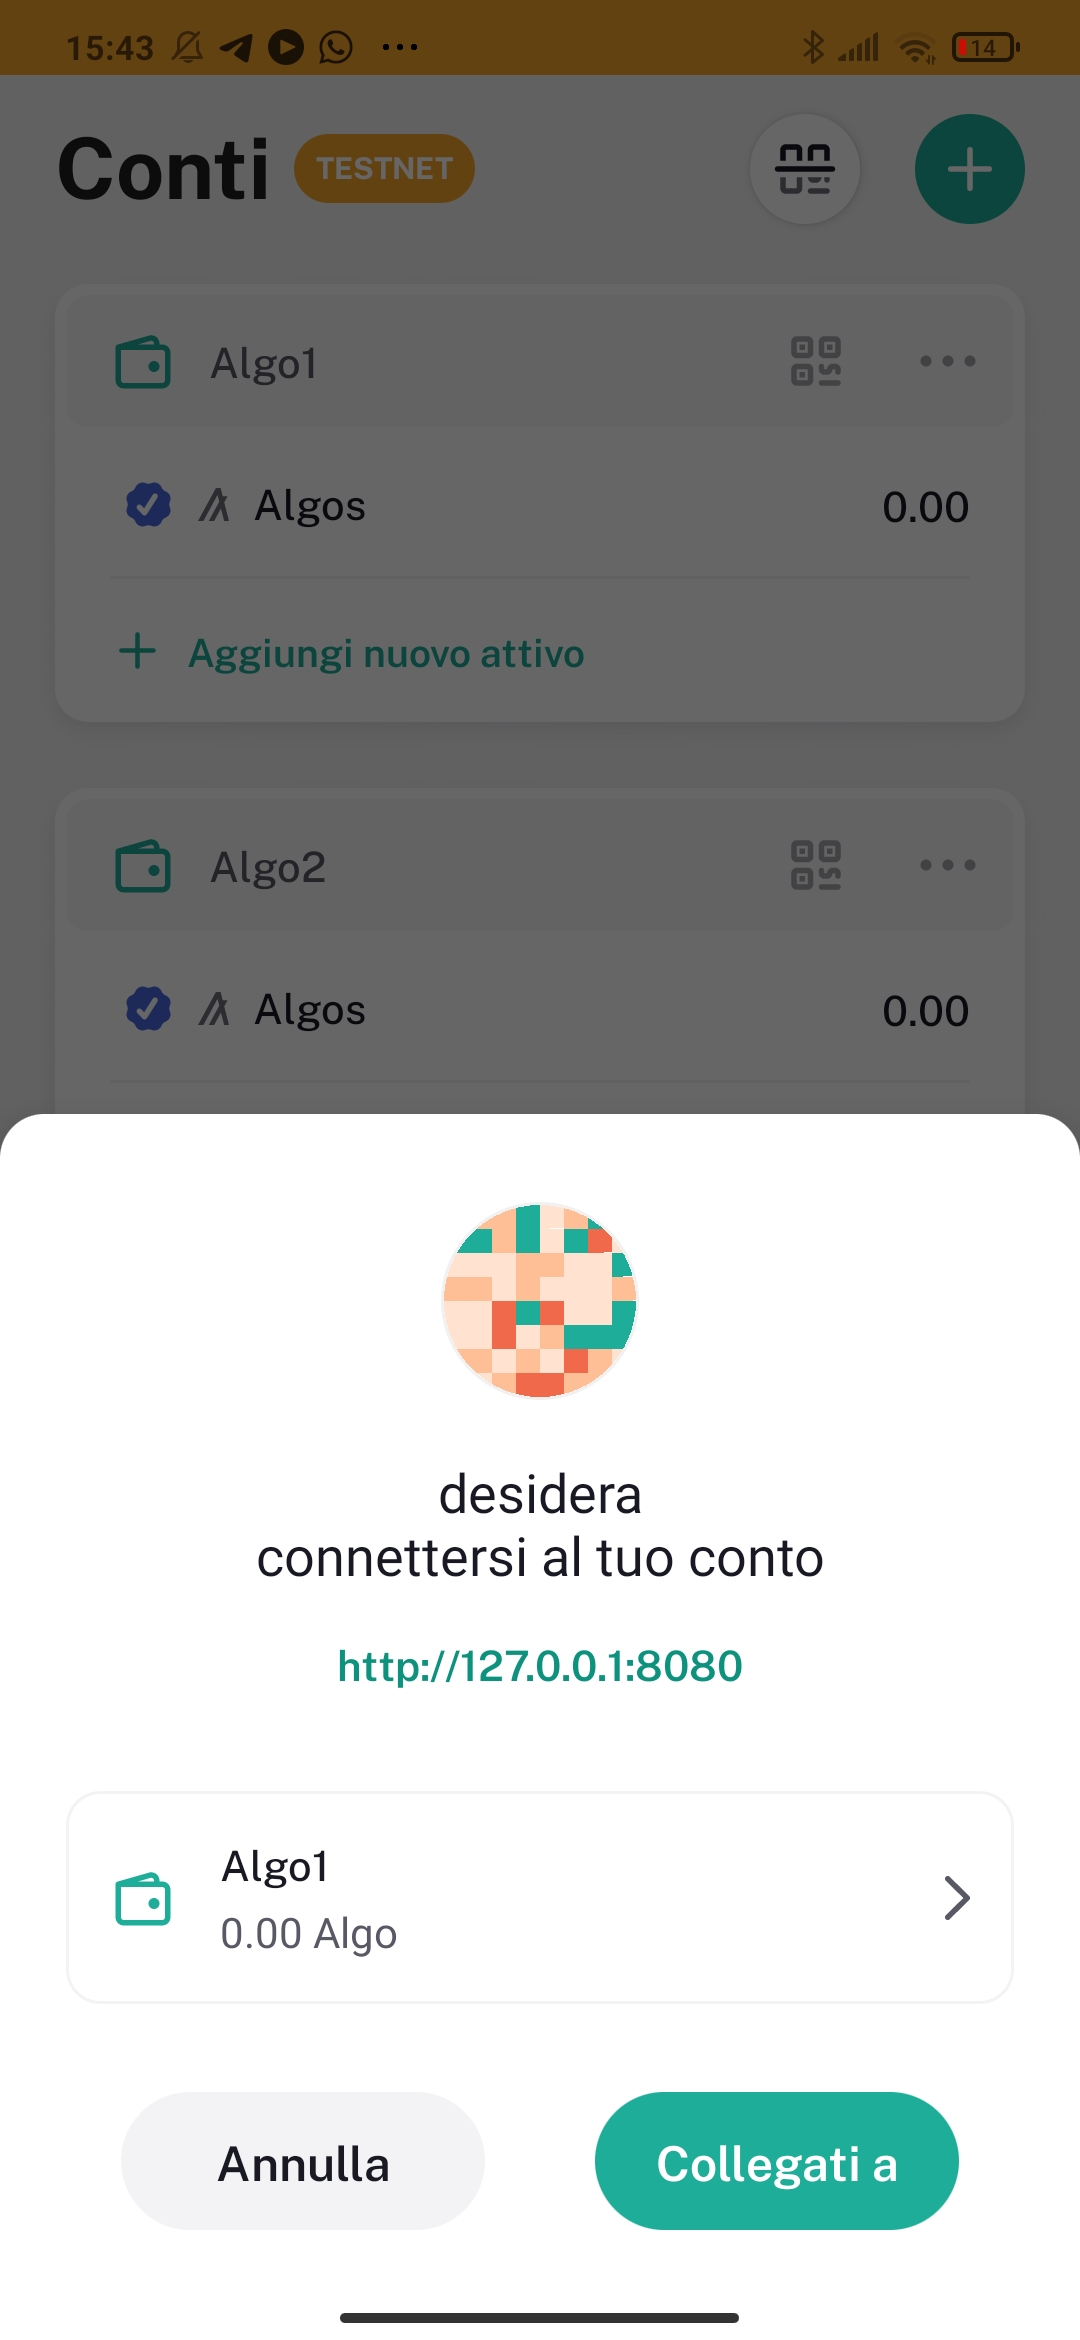 15:43
14
Conti TESTNET
Algo1
Algos 0.00
Aggiungi nuovo attivo
Algo2
Algos 0.00
desidera
connettersi al tuo conto
http://127.0.0.1:8080
Algo1
0.00 Algo
Annulla
Collegati a